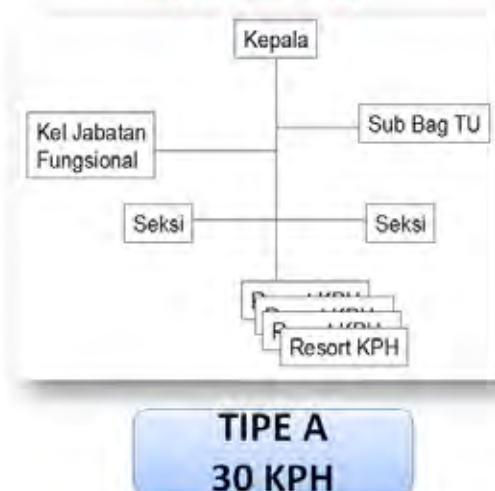 Kepala
Sub Bag TU
Kel Jabatan
Fungsional
Seksi
Seksi
Resort KPH
TIPE A
30 KPH